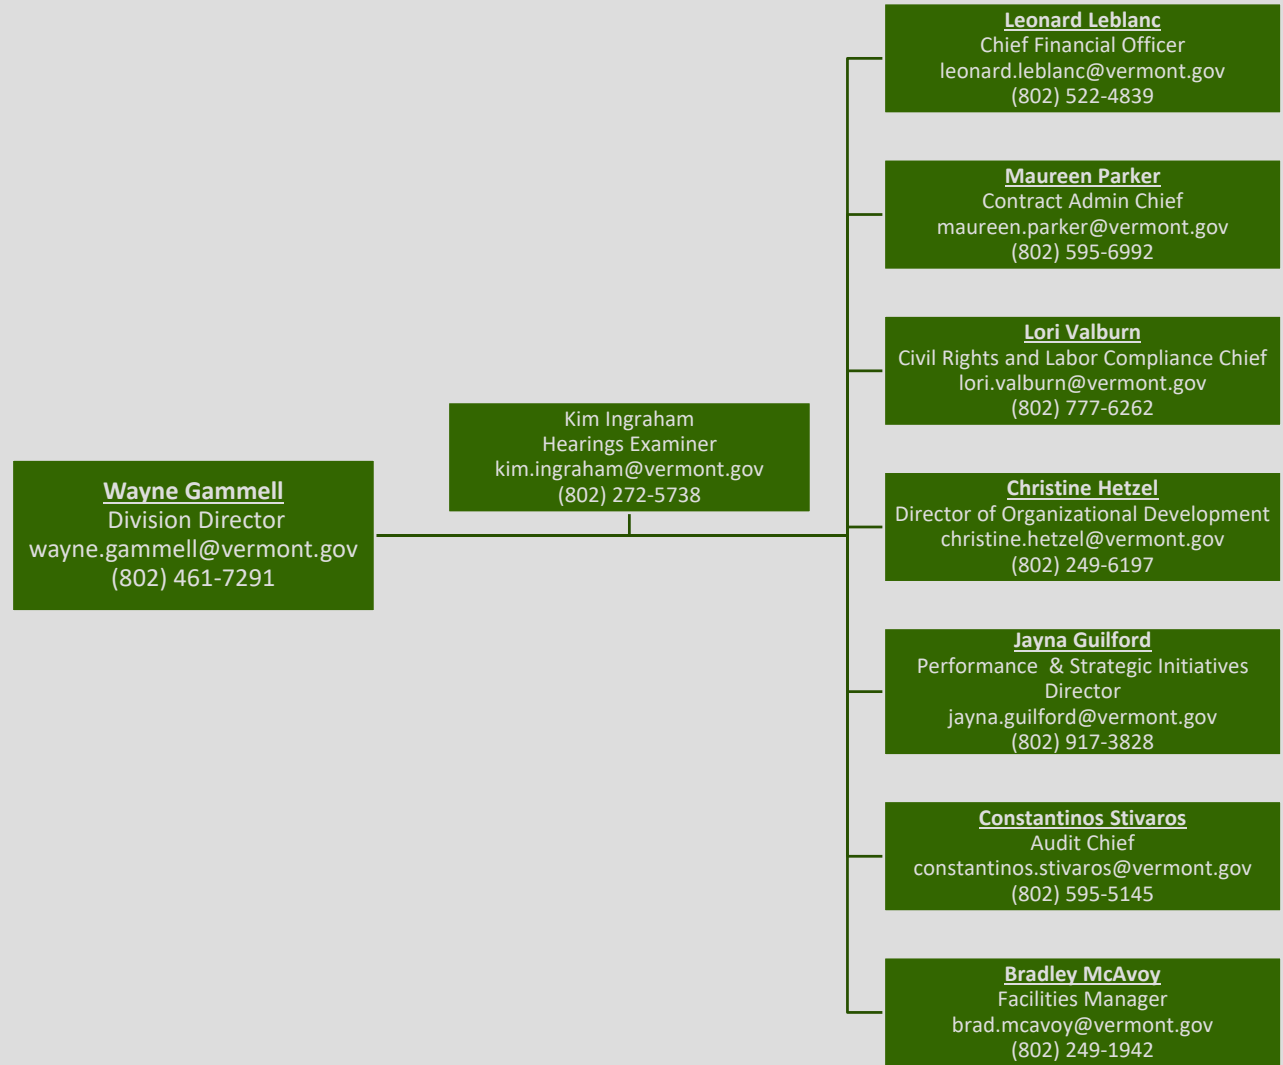 Wayne Gammell
Division Director
wayne.gammell@vermont.gov
(802) 461-7291
Kim Ingraham
Hearings Examiner
kim.ingraham@vermont.gov
(802) 272-5738
Leonard Leblanc
Chief Financial Officer
leonard.leblanc@vermont.gov
(802) 522-4839
Maureen Parker
Contract Admin Chief
maureen.parker@vermont.gov
(802) 595-6992
Lori Valburn
Civil Rights and Labor Compliance Chief
lori.valburn@vermont.gov
(802) 777-6262
Christine Hetzel
Director of Organizational Development
christine.hetzel@vermont.gov
(802) 249-6197
Jayna Guilford
Performance  & Strategic Initiatives
Director
jayna.guilford@vermont.gov
(802) 917-3828
Constantinos Stivaros
Audit Chief
constantinos.stivaros@vermont.gov
(802) 595-5145
Bradley McAvoy
Facilities Manager
brad.mcavoy@vermont.gov
(802) 249-1942